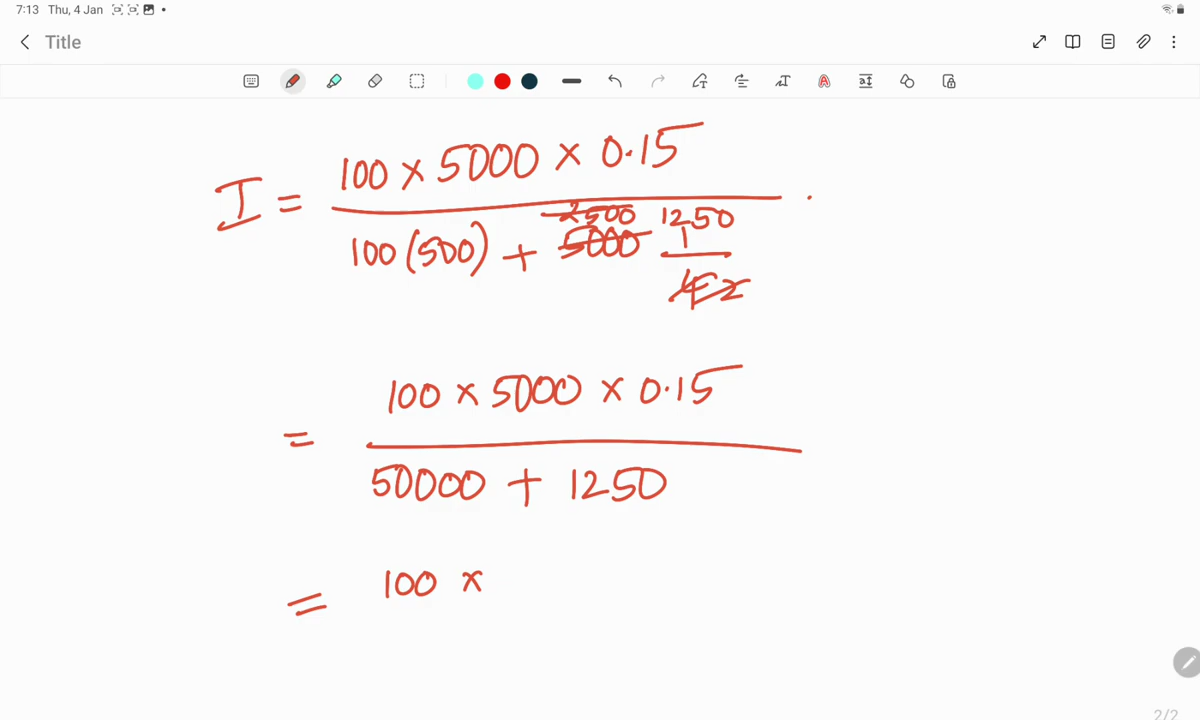 7:13 Thu, 4 Jan
Title
100 × 5000 × 0.15
I = .
2500 1250
100 (500) + 5000 1
4 2
100 × 5000 × 0.15
=
50000 + 1250
100 ×
=
2/2